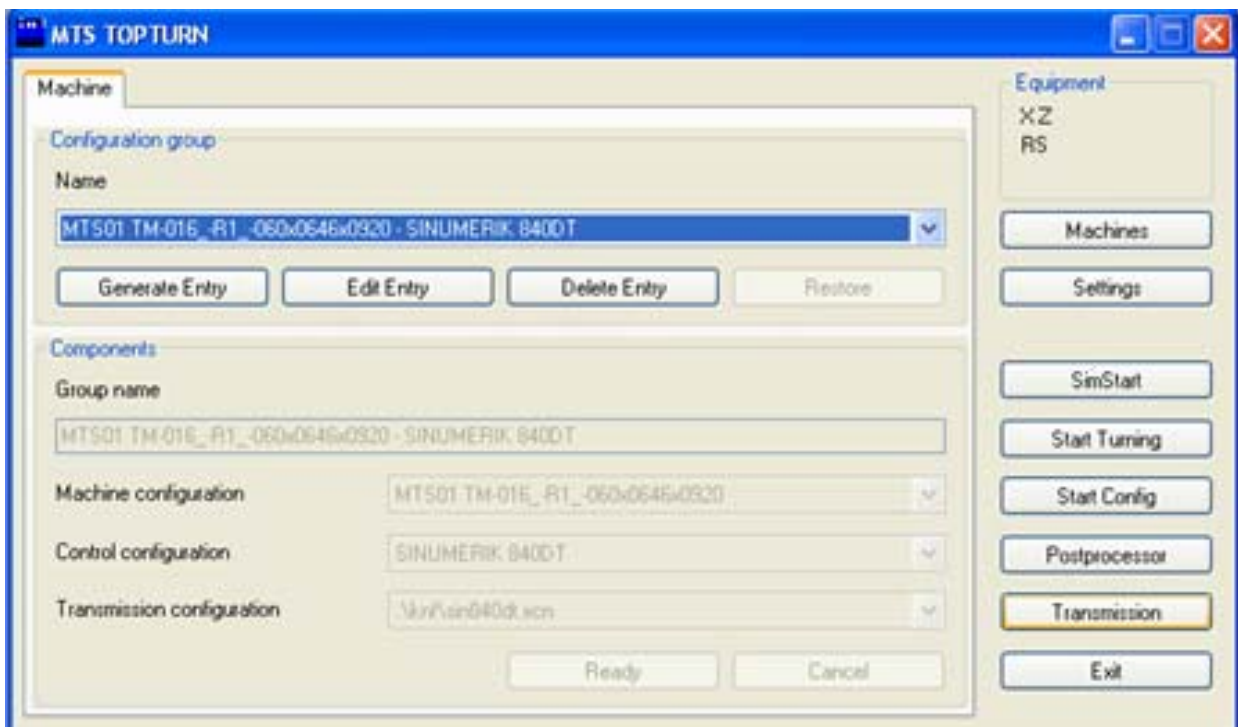 MTS TOPTURN
Machine
Configuration group
Name
MTS01 TM-016_-R1_-060x0646x0920 - SINUMERIK 840DT
Generate Entry Edit Entry Delete Entry Restore
Components
Group name
MTS01 TM-016_-R1_-060x0646x0920 - SINUMERIK 840DT
Machine configuration MTS01 TM-016_-R1_-060x0646x0920
Control configuration SINUMERIK 840DT
Transmission configuration
Ready Cancel
Equipment
XZ
RS
Machines
Settings
SimStart
Start Turning
Start Config
Postprocessor
Transmission
Exit